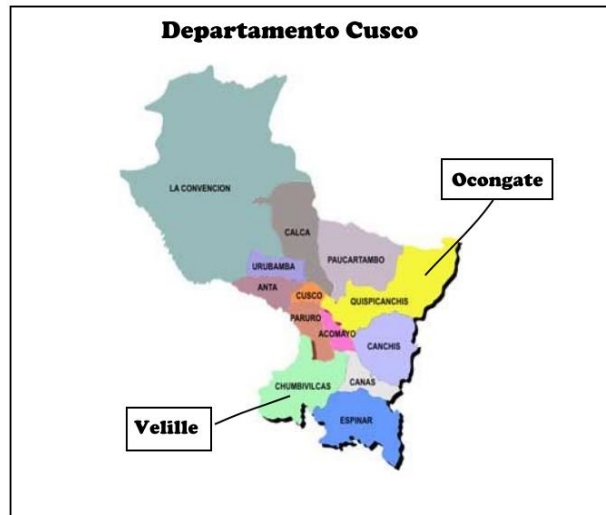 Departamento Cusco
LA CONVENCION
Ocongate
CALCA
PAUCARTAMBO
URUBAMBA
ANTA
CUSCO
QUISPICANCHIS
PARURO
ACOMAYO
CANCHIS
CHUMBIVILCAS
CANAS
Velille
ESPINAR